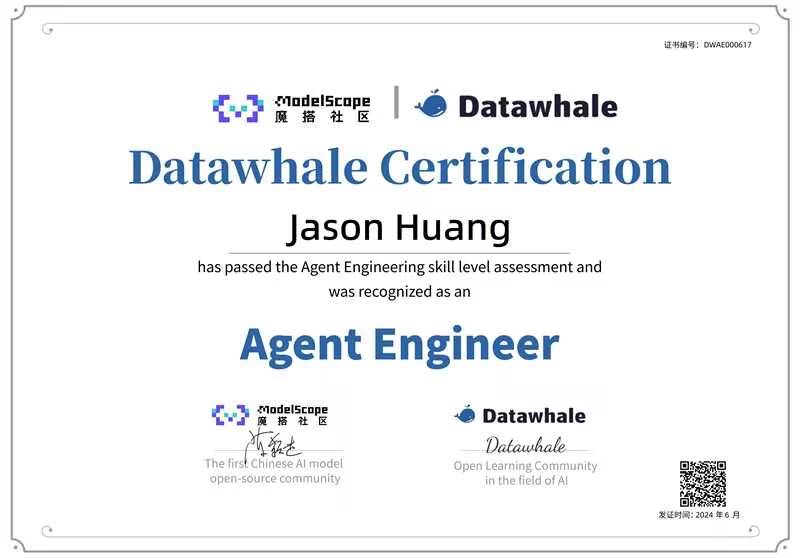 证书编号：DWAE000617
ModelScope
魔搭社区
Datawhale
Datawhale Certification
Jason Huang
has passed the Agent Engineering skill level assessment and
was recognized as an
Agent Engineer
ModelScope
魔搭社区
The first Chinese AI model
open-source community
Datawhale
Datawhale
Open Learning Community
in the field of AI
发证时间：2024 年 6 月